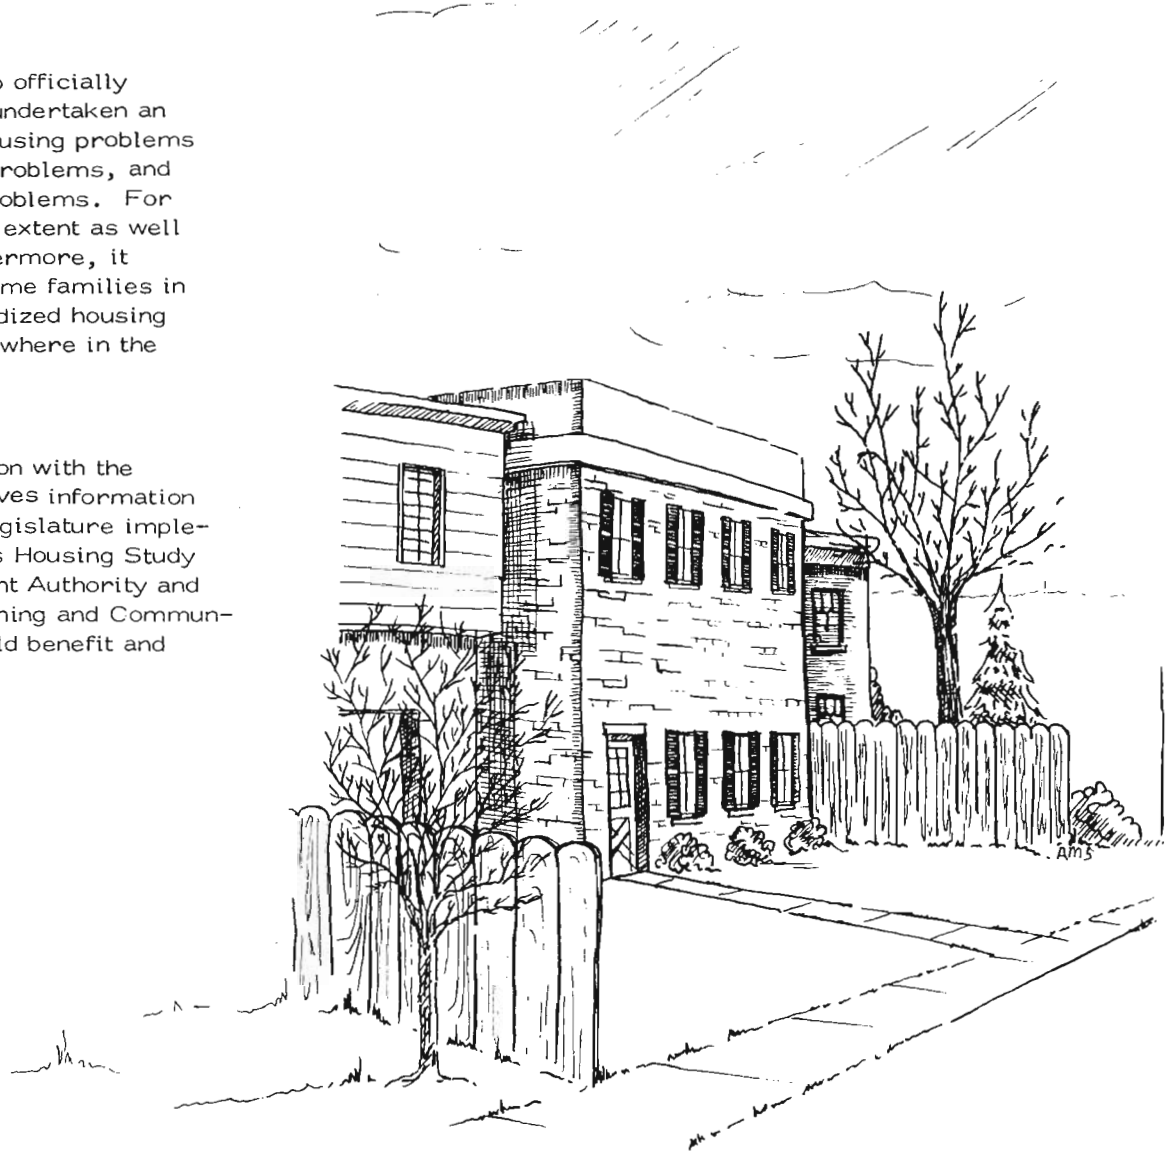 officially
undertaken an
using problems
roblems, and
oblems. For
extent as well
ermore, it
me families in
dized housing
where in the
on with the
ves information
gislature imple-
s Housing Study
nt Authority and
ning and Commun-
ld benefit and
AMS